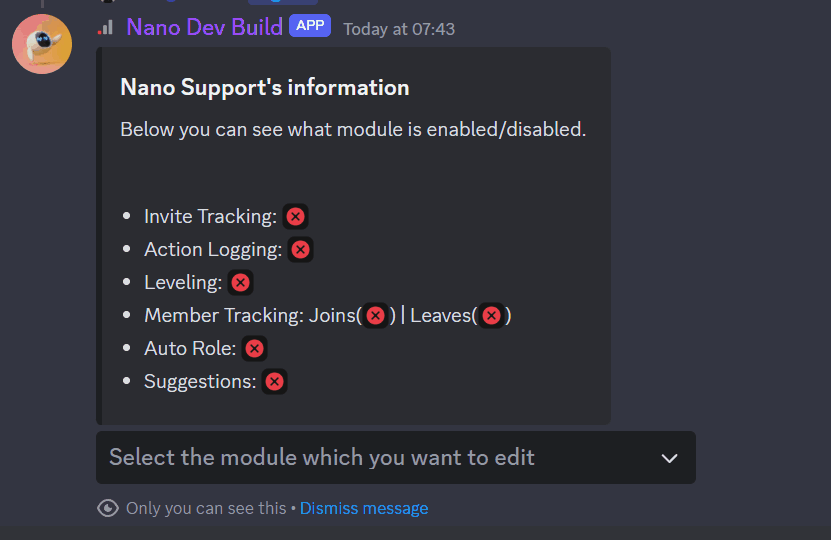 Nano Dev Build APP Today at 07:43
Nano Support's information
Below you can see what module is enabled/disabled.
Invite Tracking:
Action Logging:
Leveling:
Member Tracking: Joins( ) | Leaves( )
Auto Role:
Suggestions:
Select the module which you want to edit
Only you can see this • Dismiss message